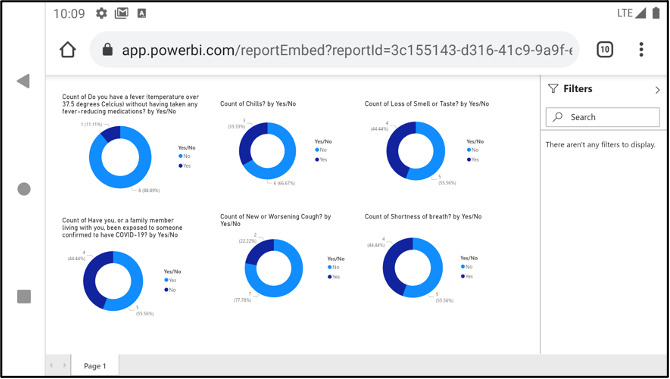 10:09
LTE
app.powerbi.com/reportEmbed?reportId=3c155143-d316-41c9-9a9f-e
10
Count of Do you have a fever (temperature over
37.5 degrees Celcius) without having taken any
fever-reducing medications? by Yes/No
1 (11.11%)
8 (88.89%)
Yes/No
No
Yes
Count of Chills? by Yes/No
3
(33.33%)
6 (66.67%)
Yes/No
No
Yes
Count of Loss of Smell or Taste? by Yes/No
4
(44.44%)
5
(55.56%)
Yes/No
No
Yes
Count of Have you, or a family member
living with you, been exposed to someone
confirmed to have COVID-19? by Yes/No
4
(44.44%)
5
(55.56%)
Yes/No
Yes
No
Count of New or Worsening Cough? by
Yes/No
2
(22.22%)
7
(77.78%)
Yes/No
No
Yes
Count of Shortness of breath? by Yes/No
4
(44.44%)
5
(55.56%)
Yes/No
No
Yes
Filters
Search
There aren't any filters to display.
Page 1